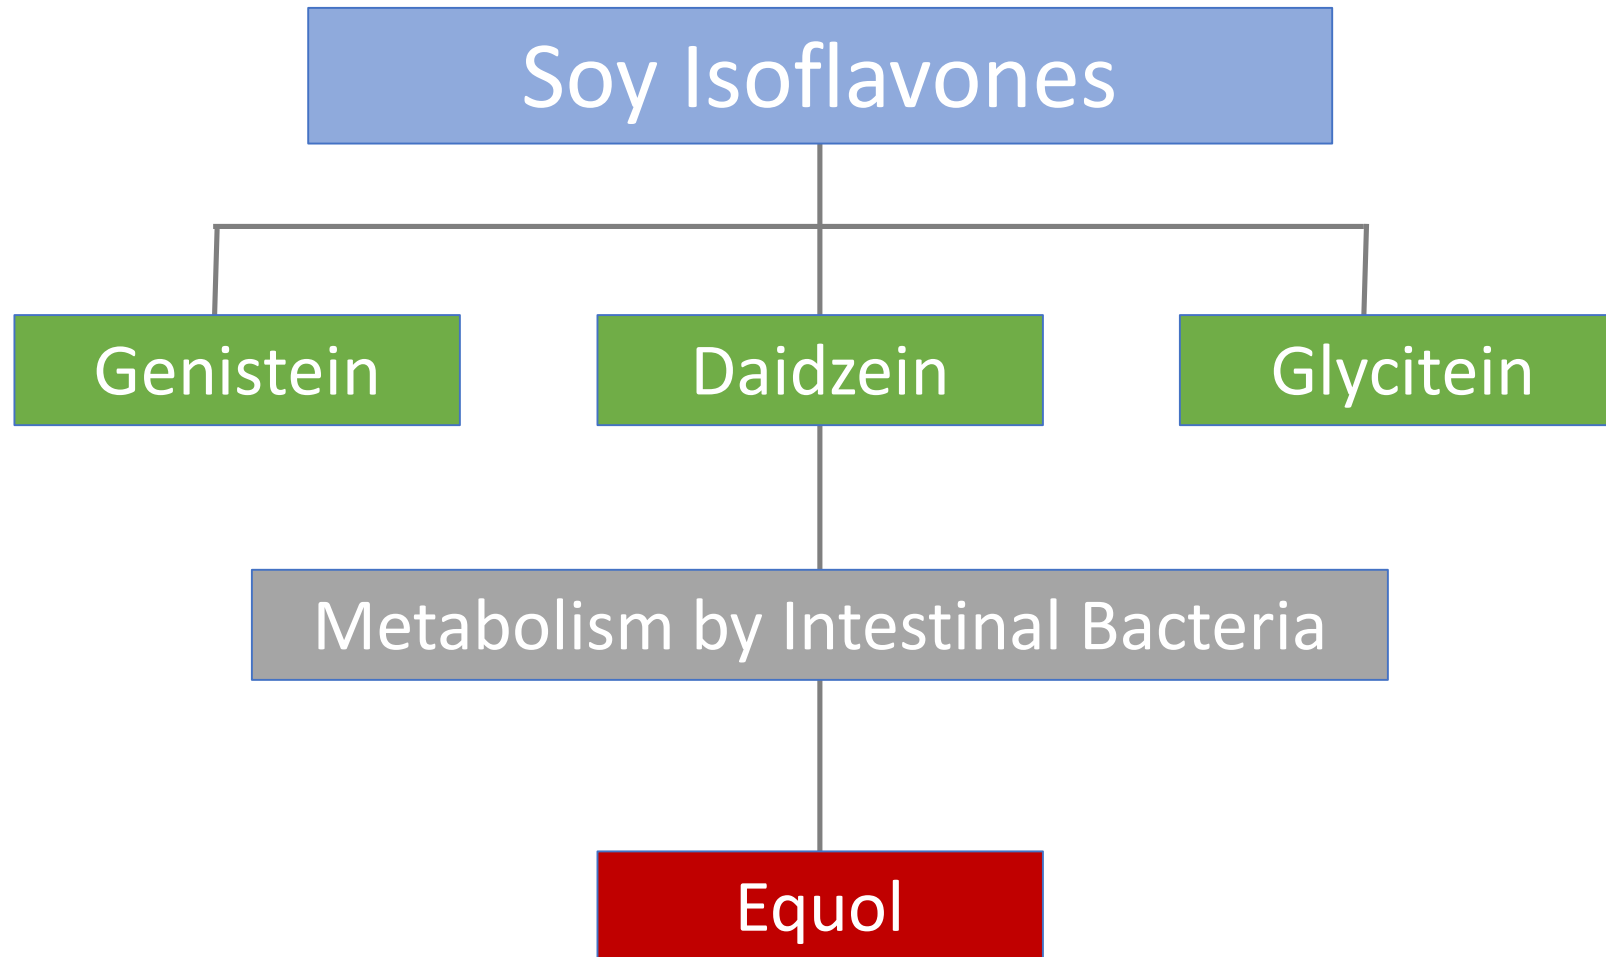 Soy Isoflavones
Genistein
Daidzein
Glycitein
Metabolism by Intestinal Bacteria
Equol